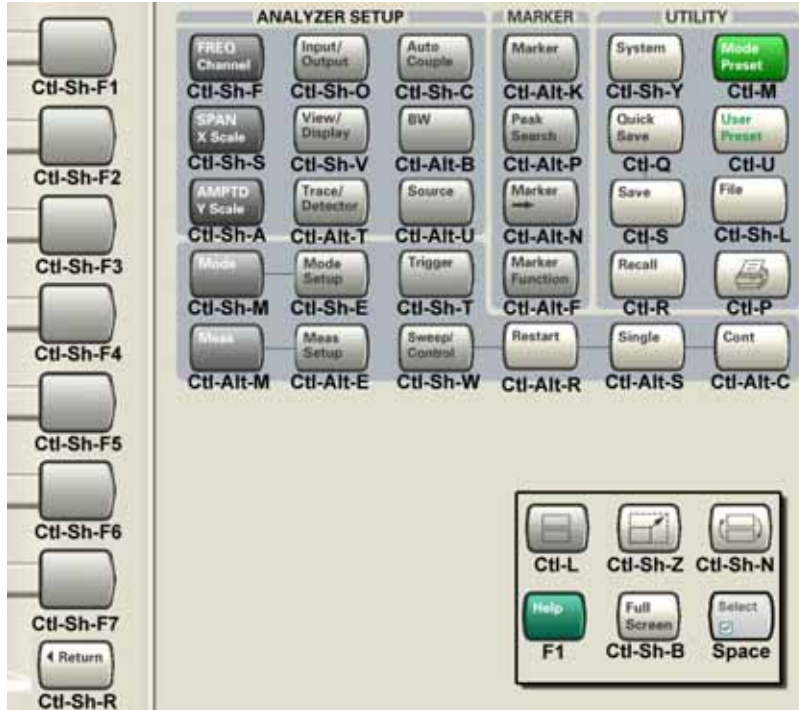 ANALYZER SETUP MARKER UTILITY
FREQ Channel
Input/ Output
Auto Couple
Marker
System
Mode Preset
Ctl-Sh-F1 Ctl-Sh-F Ctl-Sh-O Ctl-Sh-C Ctl-Alt-K Ctl-Sh-Y Ctl-M
SPAN X Scale
View/ Display
BW
Peak Search
Quick Save
User Preset
Ctl-Sh-F2 Ctl-Sh-S Ctl-Sh-V Ctl-Alt-B Ctl-Alt-P Ctl-Q Ctl-U
AMPTD Y Scale
Trace/ Detector
Source
Marker
Save
File
Ctl-Sh-F3 Ctl-Sh-A Ctl-Alt-T Ctl-Alt-U Ctl-Alt-N Ctl-S Ctl-Sh-L
Mode
Mode Setup
Trigger
Marker Function
Recall
Ctl-Sh-M Ctl-Sh-E Ctl-Sh-T Ctl-Alt-F Ctl-R Ctl-P
Meas
Meas Setup
Sweep/ Control
Restart
Single
Cont
Ctl-Sh-F4 Ctl-Alt-M Ctl-Alt-E Ctl-Sh-W Ctl-Alt-R Ctl-Alt-S Ctl-Alt-C
Ctl-Sh-F5
Ctl-Sh-F6
Ctl-L Ctl-Sh-Z Ctl-Sh-N
Ctl-Sh-F7
Help
Full Screen
Select
F1 Ctl-Sh-B Space
Return
Ctl-Sh-R